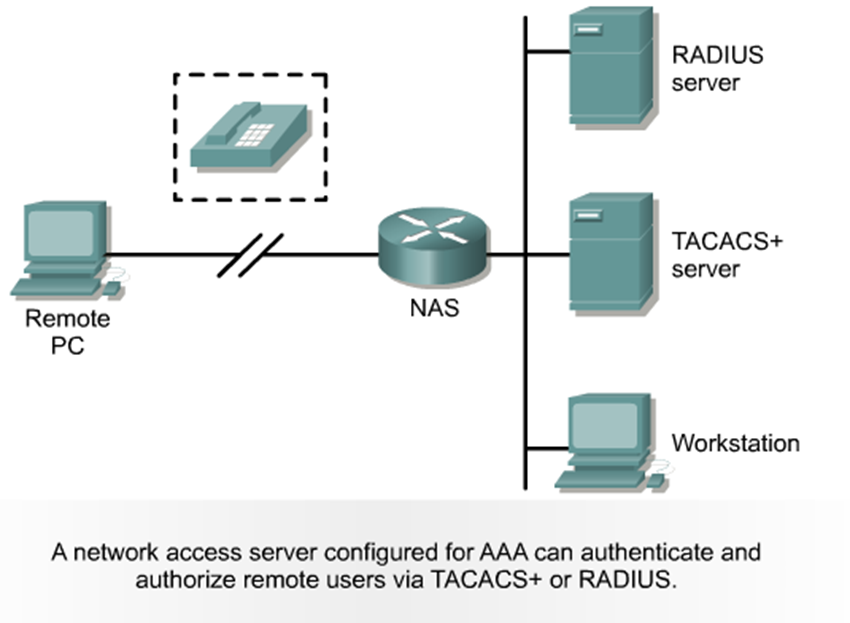 RADIUS
server
TACACS+
server
NAS
Remote
PC
Workstation
A network access server configured for AAA can authenticate and
authorize remote users via TACACS+ or RADIUS.